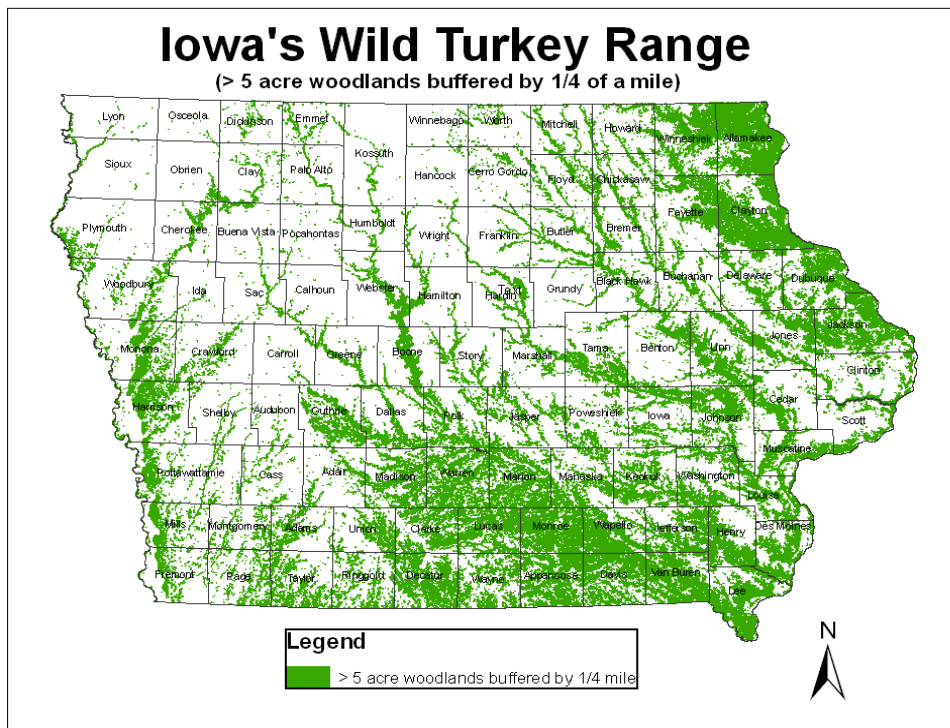 Iowa's Wild Turkey Range
(> 5 acre woodlands buffered by 1/4 of a mile)
Lyon Osceola Dickinson Emmet Winnebago Worth Mitchell Howard Winneshiek Allamakee
Sioux Obrien Clay Palo Alto Kossuth Hancock Cerro Gordo Floyd Chickasaw
Plymouth Cherokee Buena Vista Pocahontas Humboldt Wright Franklin Butler Bremer Fayette Clayton
Woodbury Ida Sac Calhoun Webster Hamilton Hardin Text Grundy Black Hawk Buchanan Delaware Dubuque
Monona Crawford Carroll Greene Boone Story Marshall Tama Benton Linn Jones Jackson
Clinton
Harrison Shelby Audubon Guthrie Dallas Polk Jasper Poweshiek Iowa Johnson Cedar Scott
Muscatine
Pottawattamie Cass Adair Madison Warren Marion Mahaska Keokuk Washington Louisa
Mills Montgomery Adams Union Clarke Lucas Monroe Wapello Jefferson Henry Des Moines
Fremont Page Taylor Ringgold Decatur Wayne Appanoose Davis Van Buren Lee
N
Legend
> 5 acre woodlands buffered by 1/4 mile